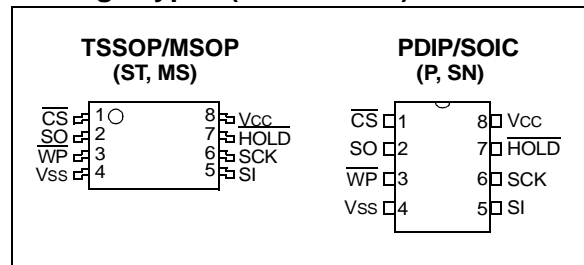 TSSOP/MSOP
(ST, MS)
CS 1 8 VCC
SO 2 7 HOLD
WP 3 6 SCK
VSS 4 5 SI
PDIP/SOIC
(P, SN)
CS 1 8 VCC
SO 2 7 HOLD
WP 3 6 SCK
VSS 4 5 SI